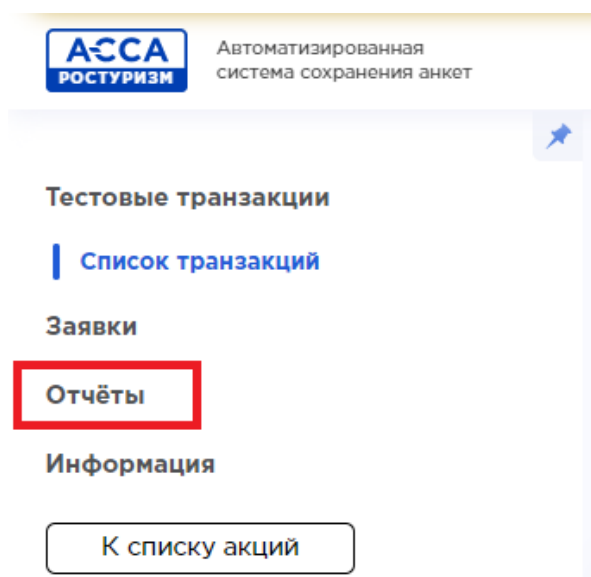 АССА
РОСТУРИЗМ
Автоматизированная
система сохранения анкет
Тестовые транзакции
Список транзакций
Заявки
Отчёты
Информация
К списку акций